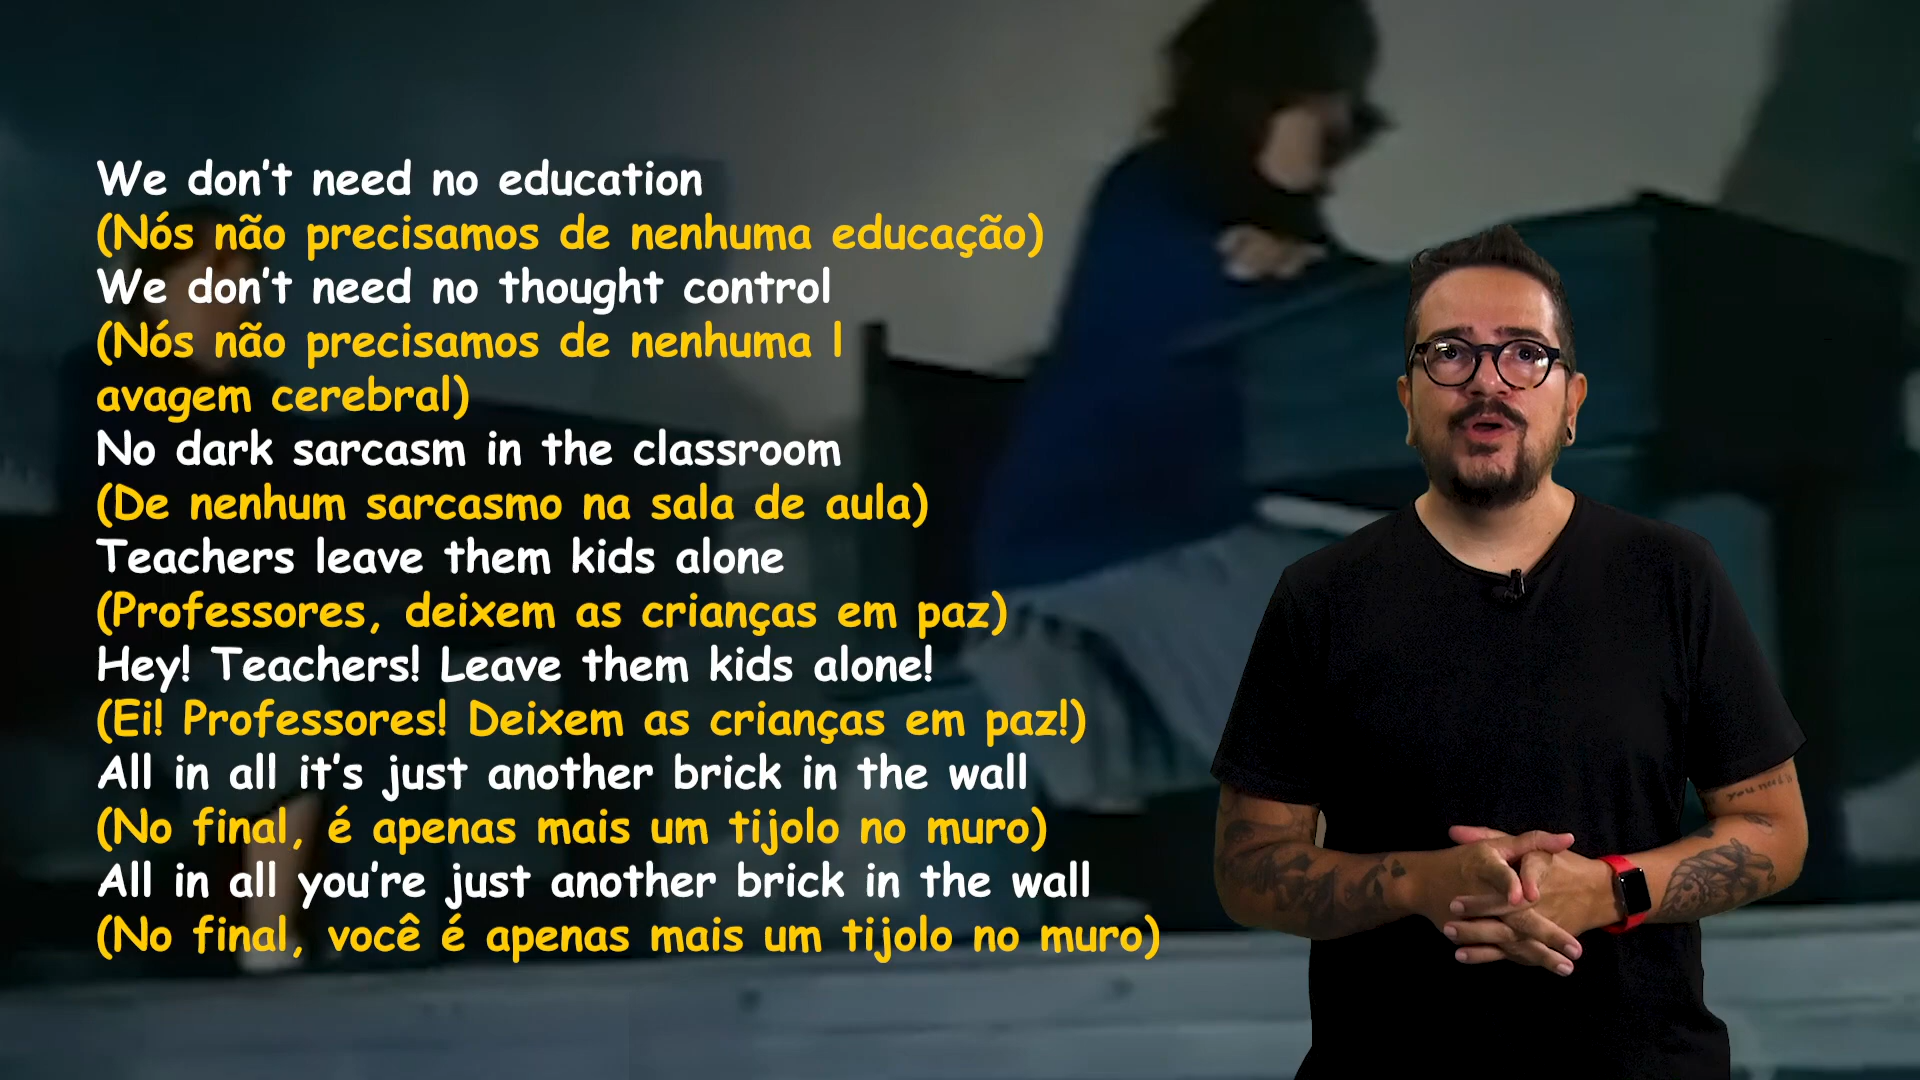 We don't need no education
(Nós não precisamos de nenhuma educação)
We don't need no thought control
(Nós não precisamos de nenhuma l
avagem cerebral)
No dark sarcasm in the classroom
(De nenhum sarcasmo na sala de aula)
Teachers leave them kids alone
(Professores, deixem as crianças em paz)
Hey! Teachers! Leave them kids alone!
(Ei! Professores! Deixem as crianças em paz!)
All in all it's just another brick in the wall
(No final, é apenas mais um tijolo no muro)
All in all you're just another brick in the wall
(No final, você é apenas mais um tijolo no muro)